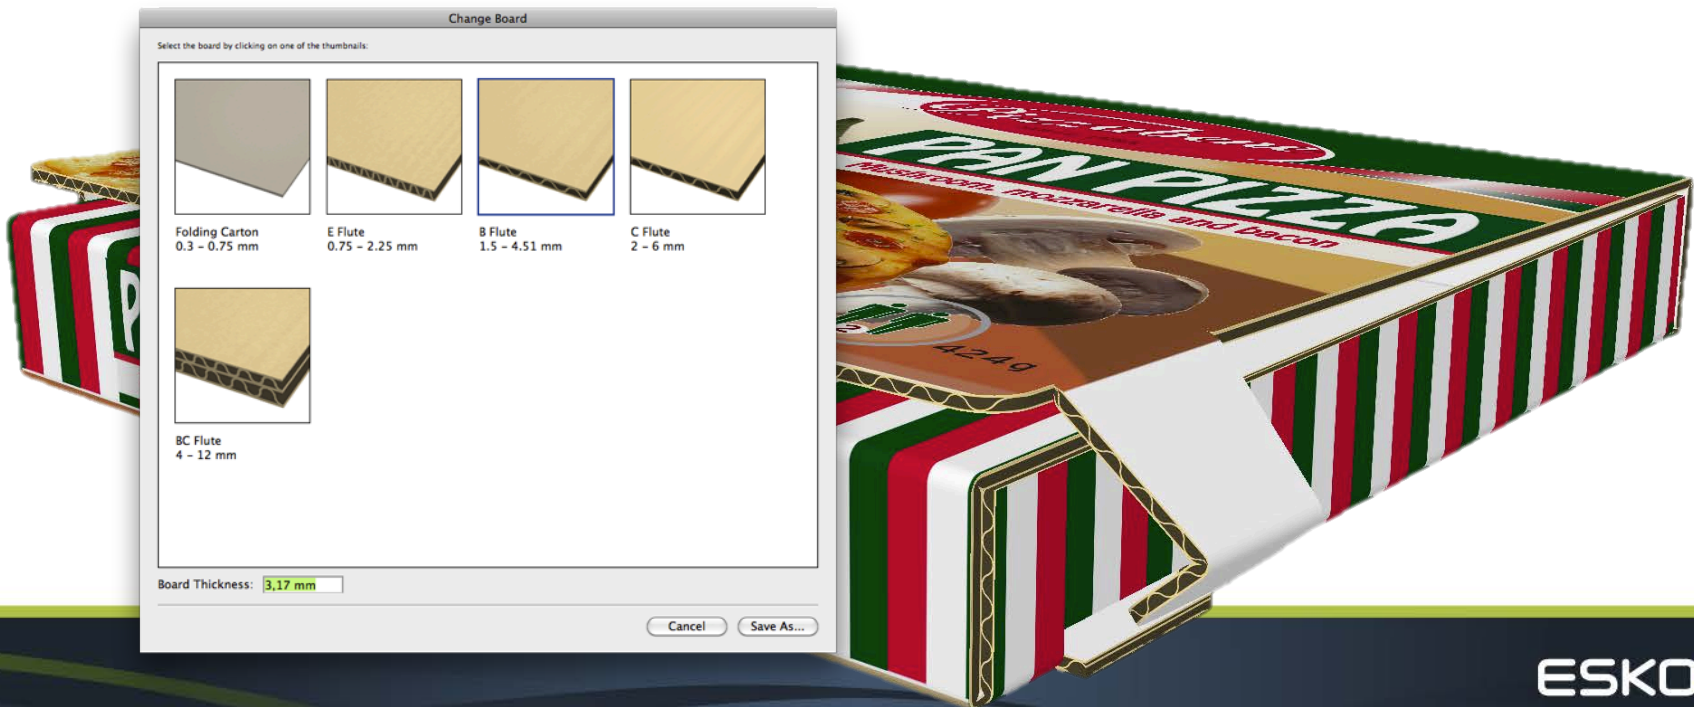 Change Board
Select the board by clicking on one of the thumbnails:
Folding Carton
0.3 - 0.75 mm
E Flute
0.75 - 2.25 mm
B Flute
1.5 - 4.51 mm
C Flute
2 - 6 mm
BC Flute
4 - 12 mm
Board Thickness: 3,17 mm
Cancel
Save As...
PAN PIZZA
Mushroom, mozzarella and bacon
2
424g
P
ESKO